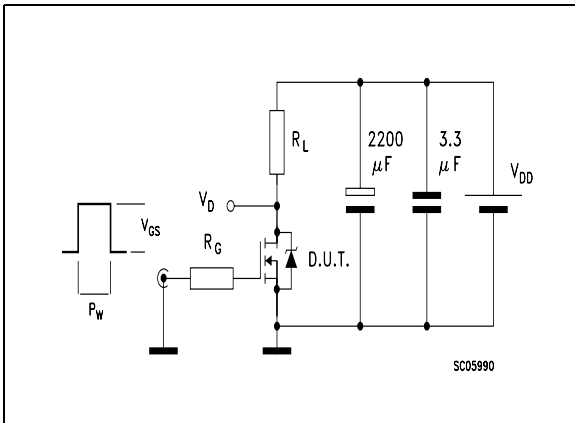 R_L
2200
μF
3.3
μF
V_DD
V_D
V_GS
R_G
D.U.T.
P_W
SC05990